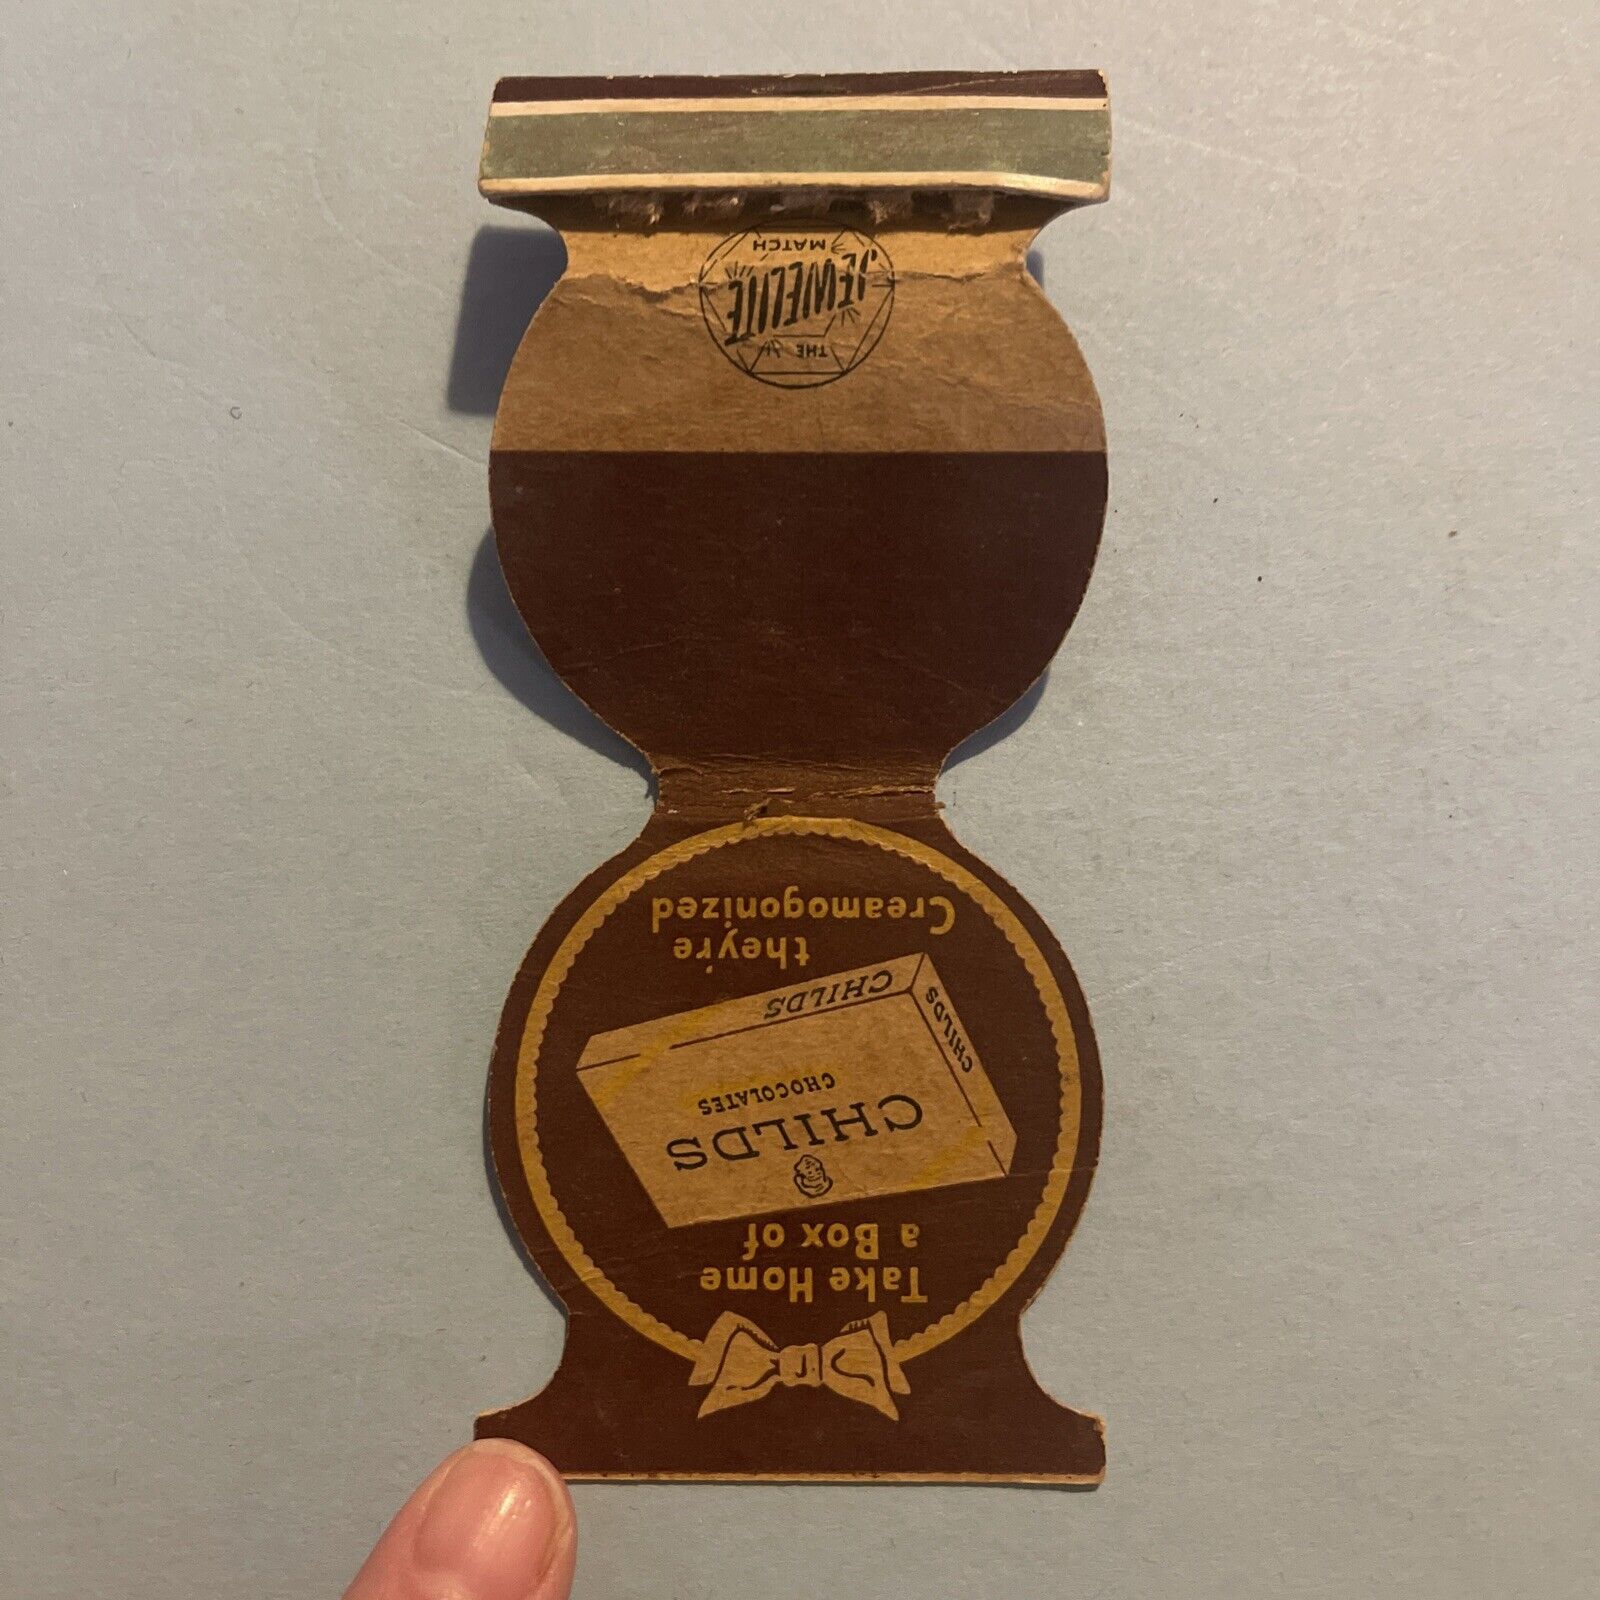 Take Home
a Box of
CHILDS
CHOCOLATES
CHILDS
CHILDS
they're
Creamogonized
THE
JEWELITE
MATCH